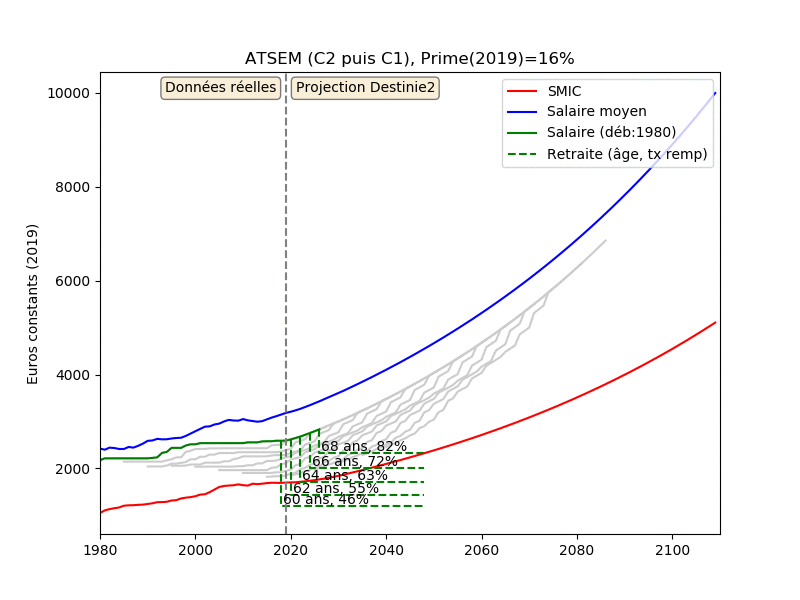 ATSEM (C2 puis C1), Prime(2019)=16%
Données réelles
Projection Destinie2
SMIC
Salaire moyen
Salaire (déb:1980)
Retraite (âge, tx remp)
Euros constants (2019)
10000
8000
6000
4000
2000
68 ans, 82%
66 ans, 72%
64 ans, 63%
62 ans, 55%
60 ans, 46%
1980
2000
2020
2040
2060
2080
2100